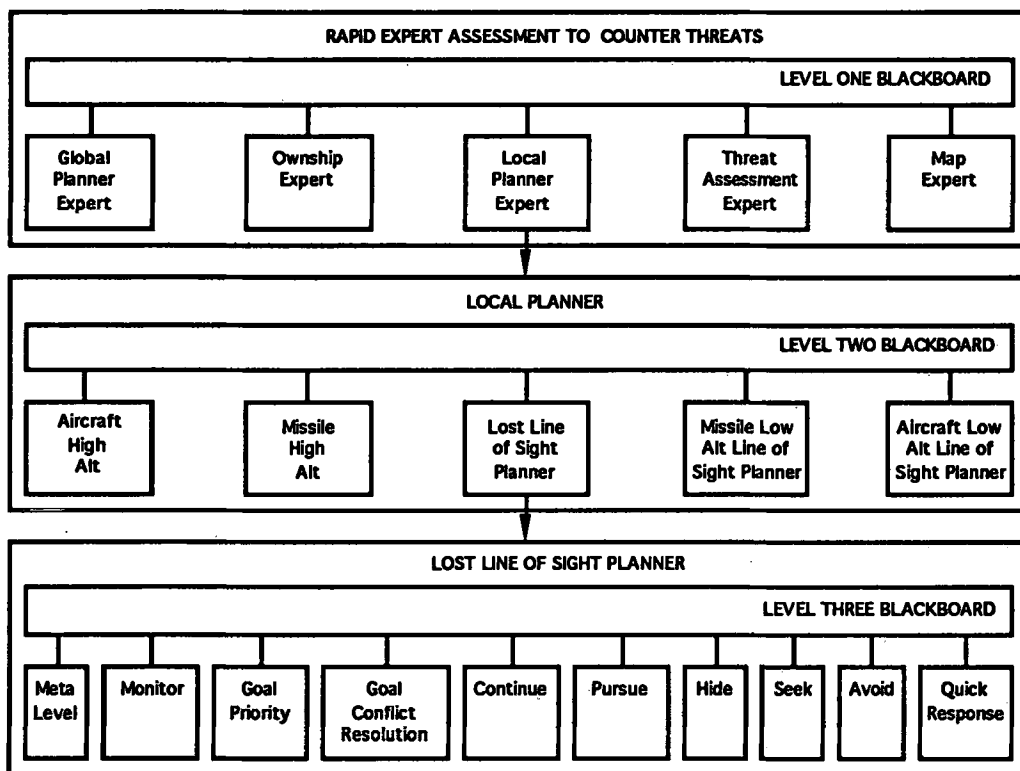 RAPID EXPERT ASSESSMENT TO COUNTER THREATS
LEVEL ONE BLACKBOARD
Global
Planner
Expert
Ownship
Expert
Local
Planner
Expert
Threat
Assessment
Expert
Map
Expert
LOCAL PLANNER
LEVEL TWO BLACKBOARD
Aircraft
High
Alt
Missile
High
Alt
Lost Line
of Sight
Planner
Missile Low
Alt Line of
Sight Planner
Aircraft Low
Alt Line of
Sight Planner
LOST LINE OF SIGHT PLANNER
LEVEL THREE BLACKBOARD
Meta
Level
Monitor
Goal
Priority
Goal
Conflict
Resolution
Continue
Pursue
Hide
Seek
Avoid
Quick
Response